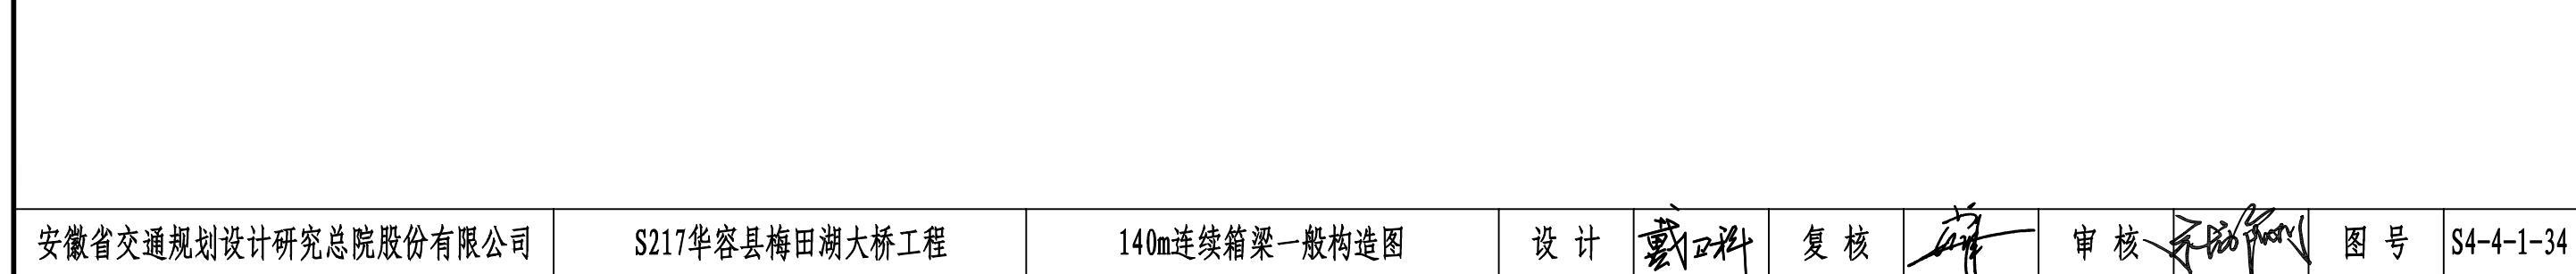 安徽省交通规划设计研究总院股份有限公司 S217华容县梅田湖大桥工程 140m连续箱梁一般构造图 设 计 复 核 审 核 图 号 S4-4-1-34